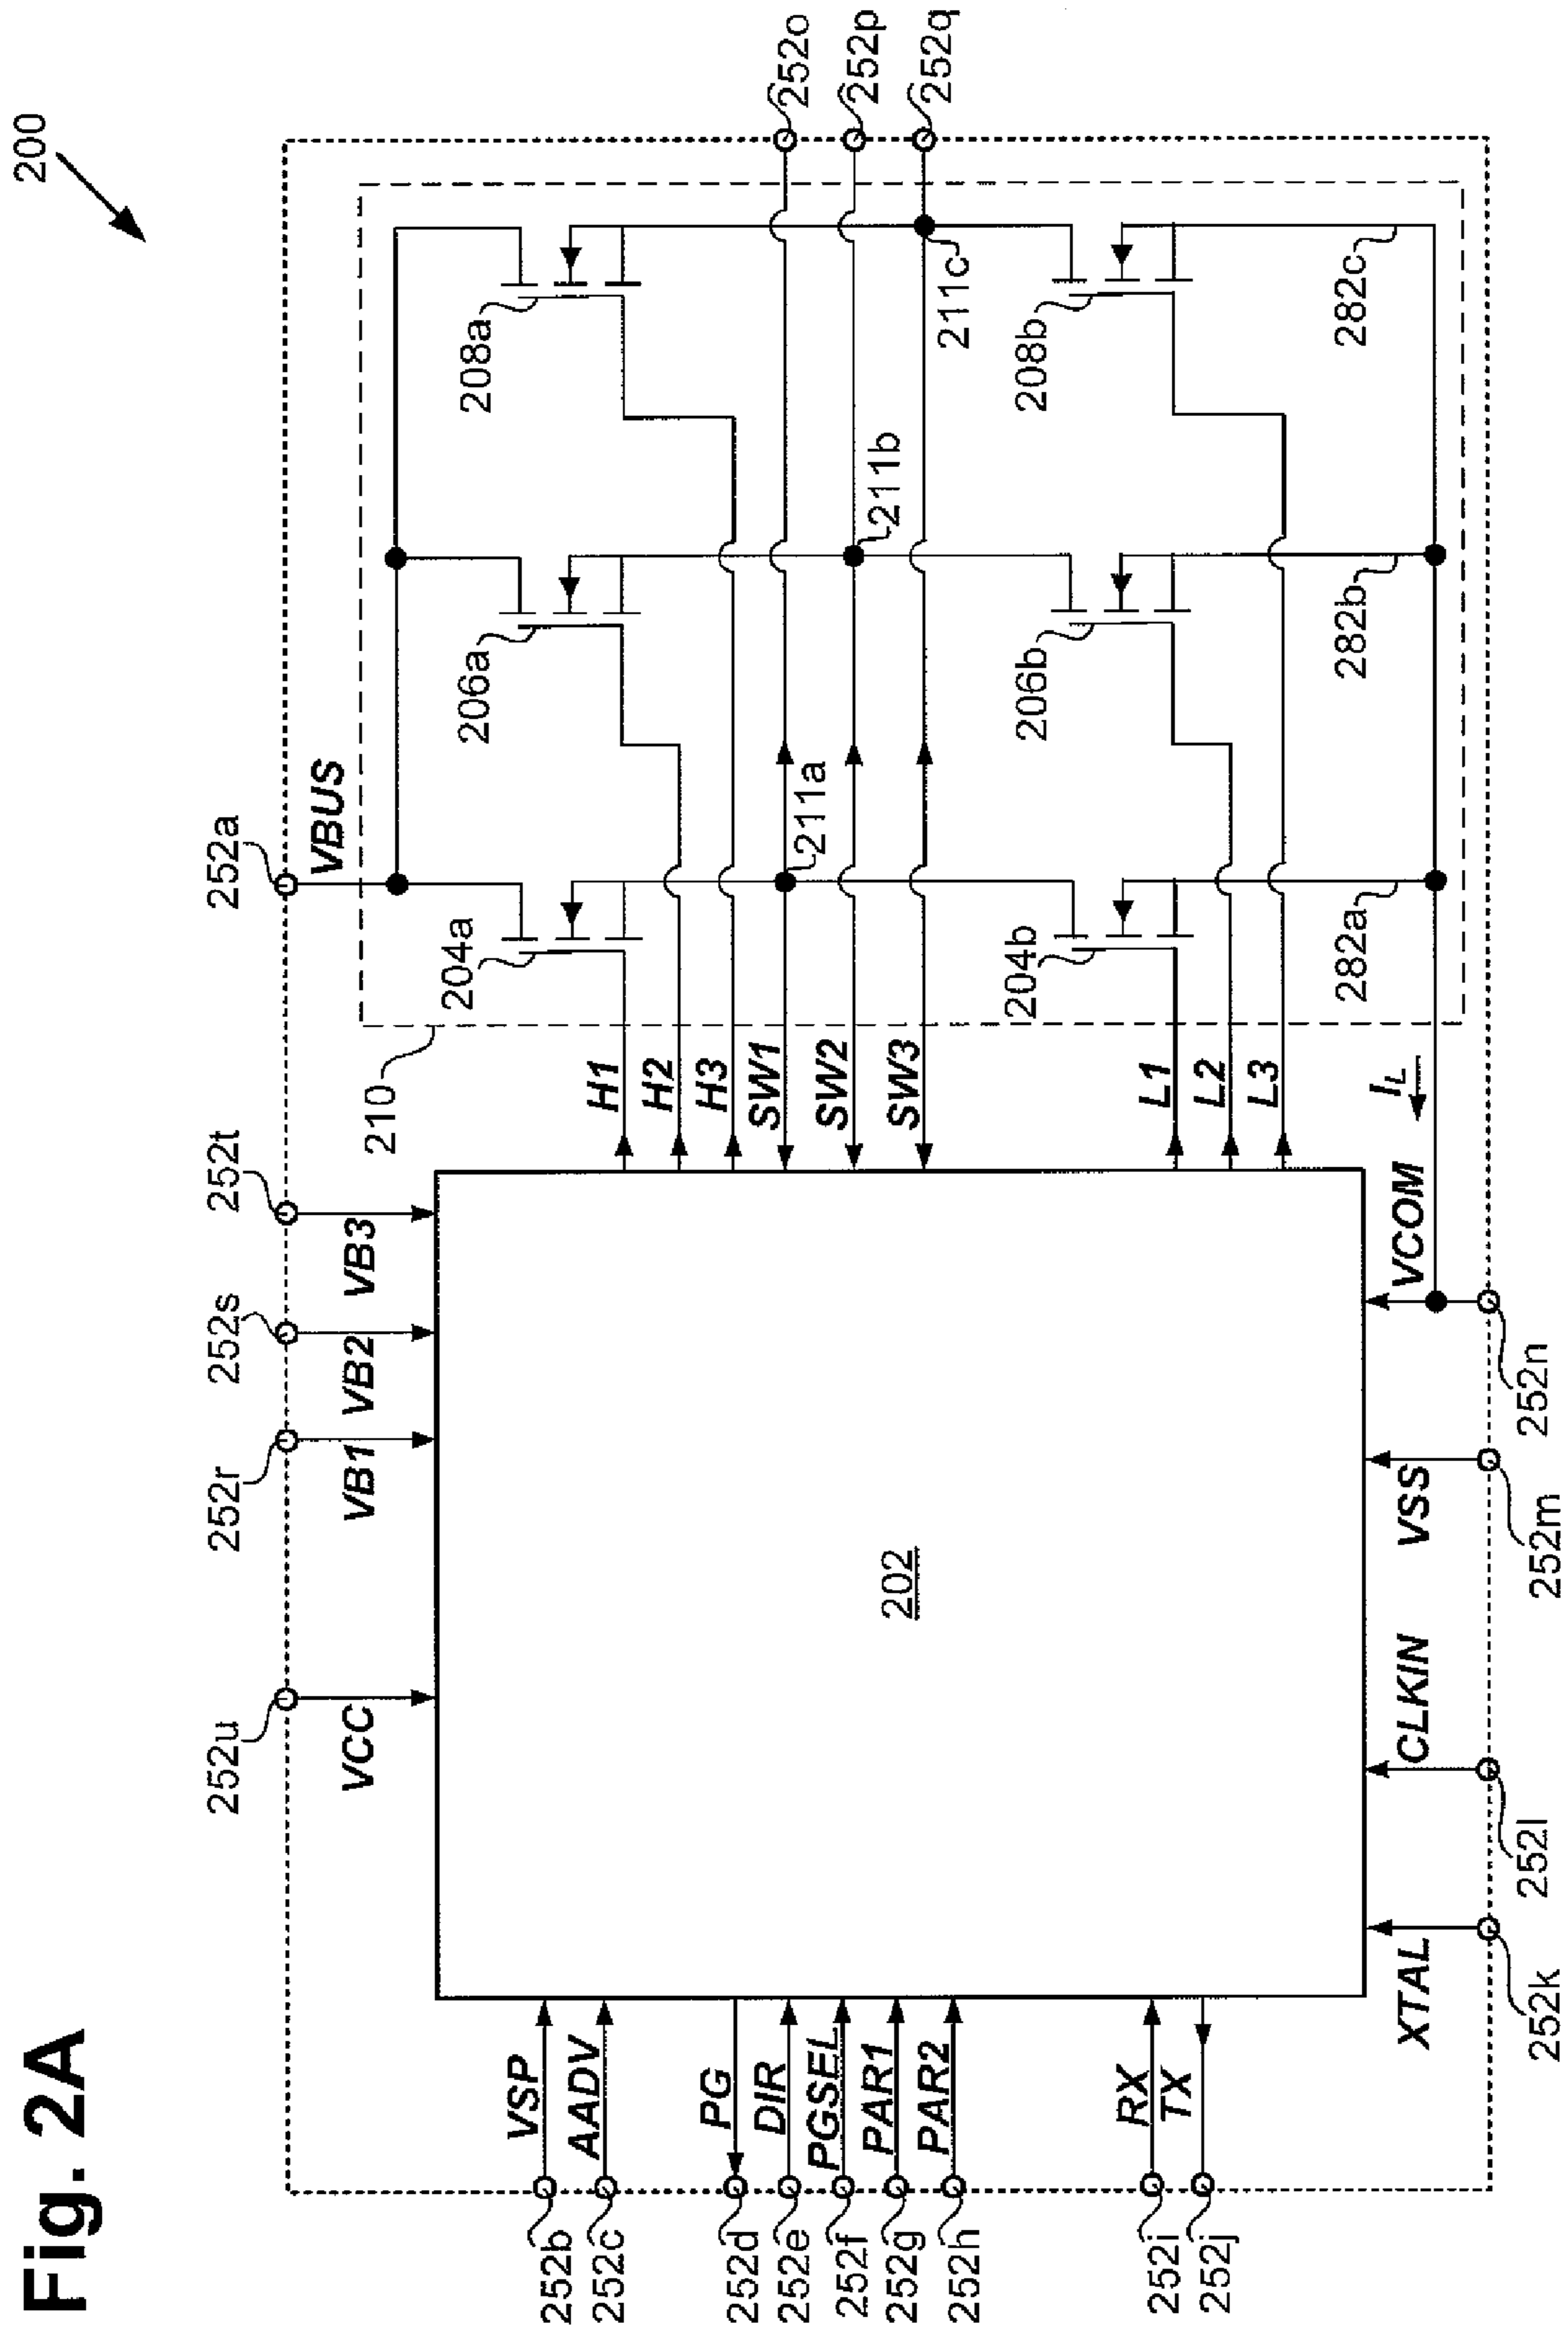 Fig. 2A
200
252u
252r
252s
252t
252a
VCC
VB1
VB2
VB3
VBUS
210
204a
206a
208a
252b
VSP
252c
AADV
252d
PG
252e
DIR
252f
PGSEL
252g
PAR1
252h
PAR2
252i
RX
252j
TX
202
H1
H2
H3
SW1
SW2
SW3
L1
L2
L3
211a
211b
211c
252o
252p
252q
204b
206b
208b
282a
282b
282c
IL
XTAL
CLKIN
VSS
VCOM
252k
252l
252m
252n